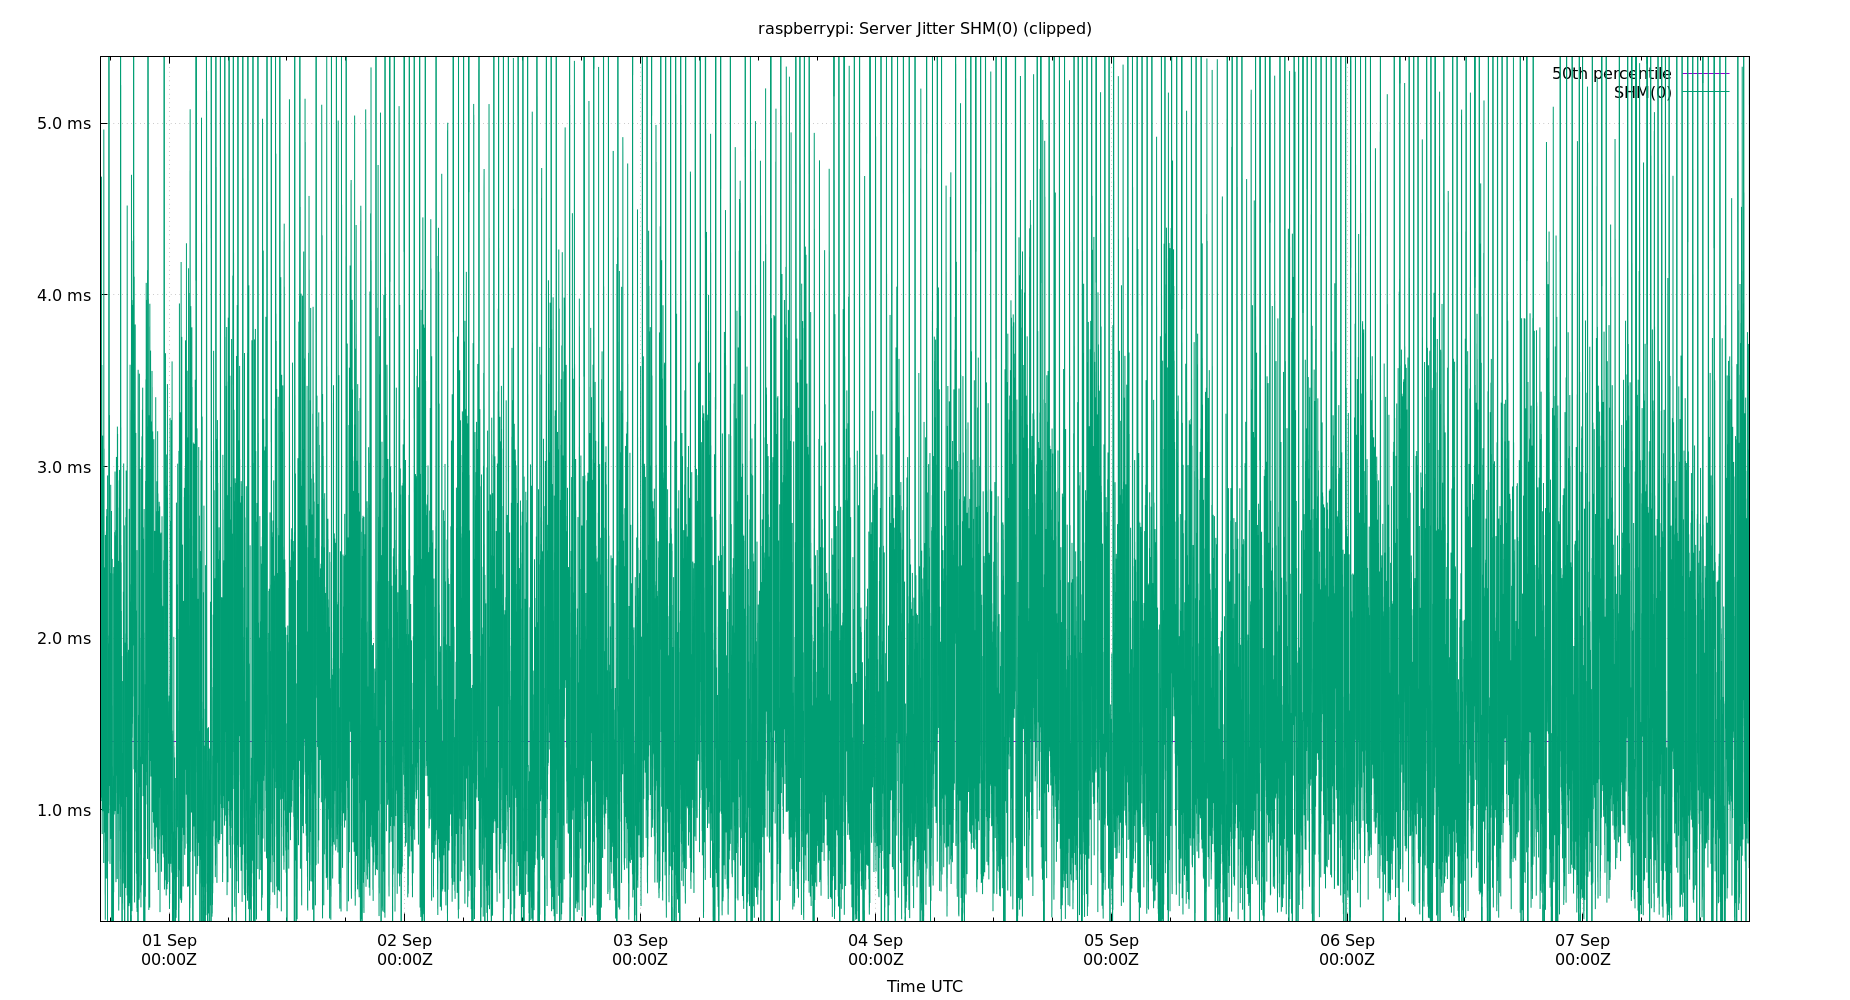 raspberrypi: Server Jitter SHM(0) (clipped)
50th percentile
SHM(0)
5.0 ms
4.0 ms
3.0 ms
2.0 ms
1.0 ms
01 Sep 02 Sep 03 Sep 04 Sep 05 Sep 06 Sep 07 Sep
00:00Z 00:00Z 00:00Z 00:00Z 00:00Z 00:00Z 00:00Z
Time UTC